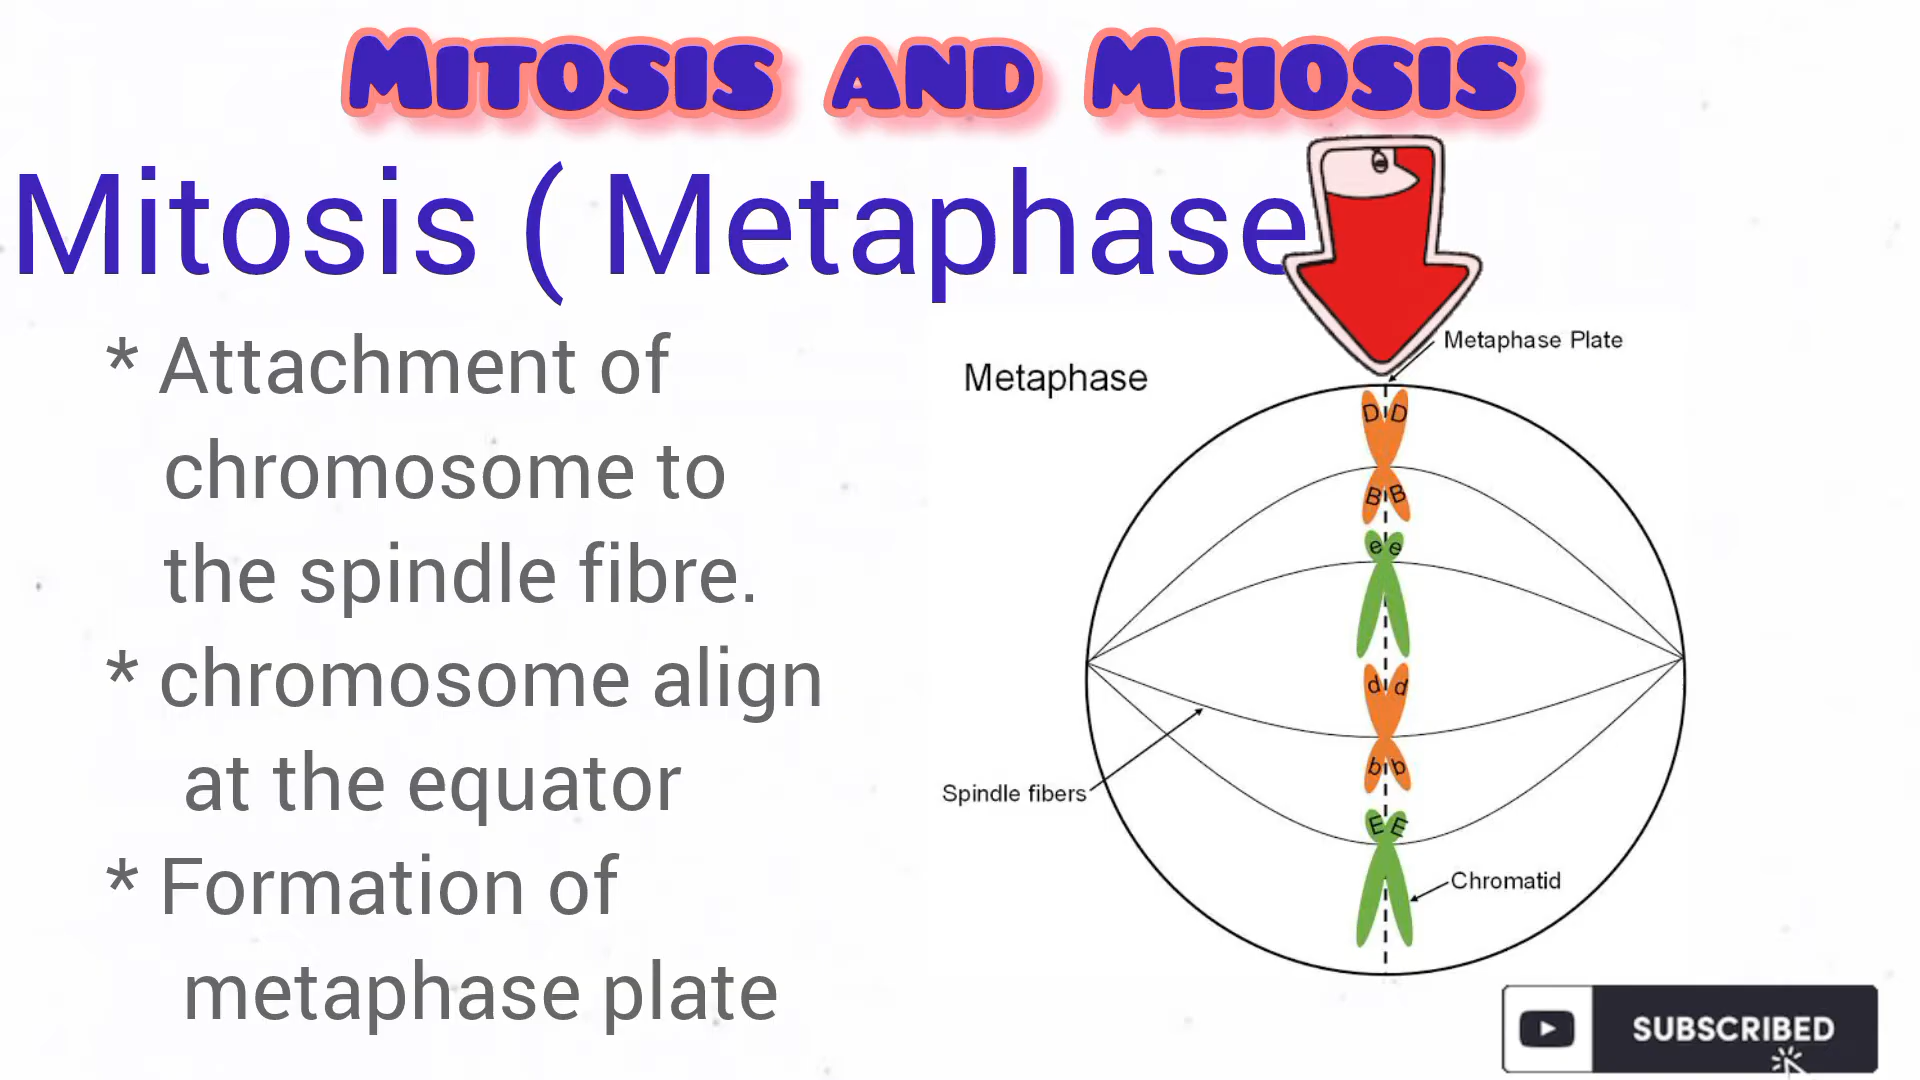 MITOSIS AND MEIOSIS
Mitosis ( Metaphase
* Attachment of
chromosome to
the spindle fibre.
* chromosome align
at the equator
* Formation of
metaphase plate
Metaphase
Metaphase Plate
D D
B B
e e
d d
b b
E E
Spindle fibers
Chromatid
SUBSCRIBED